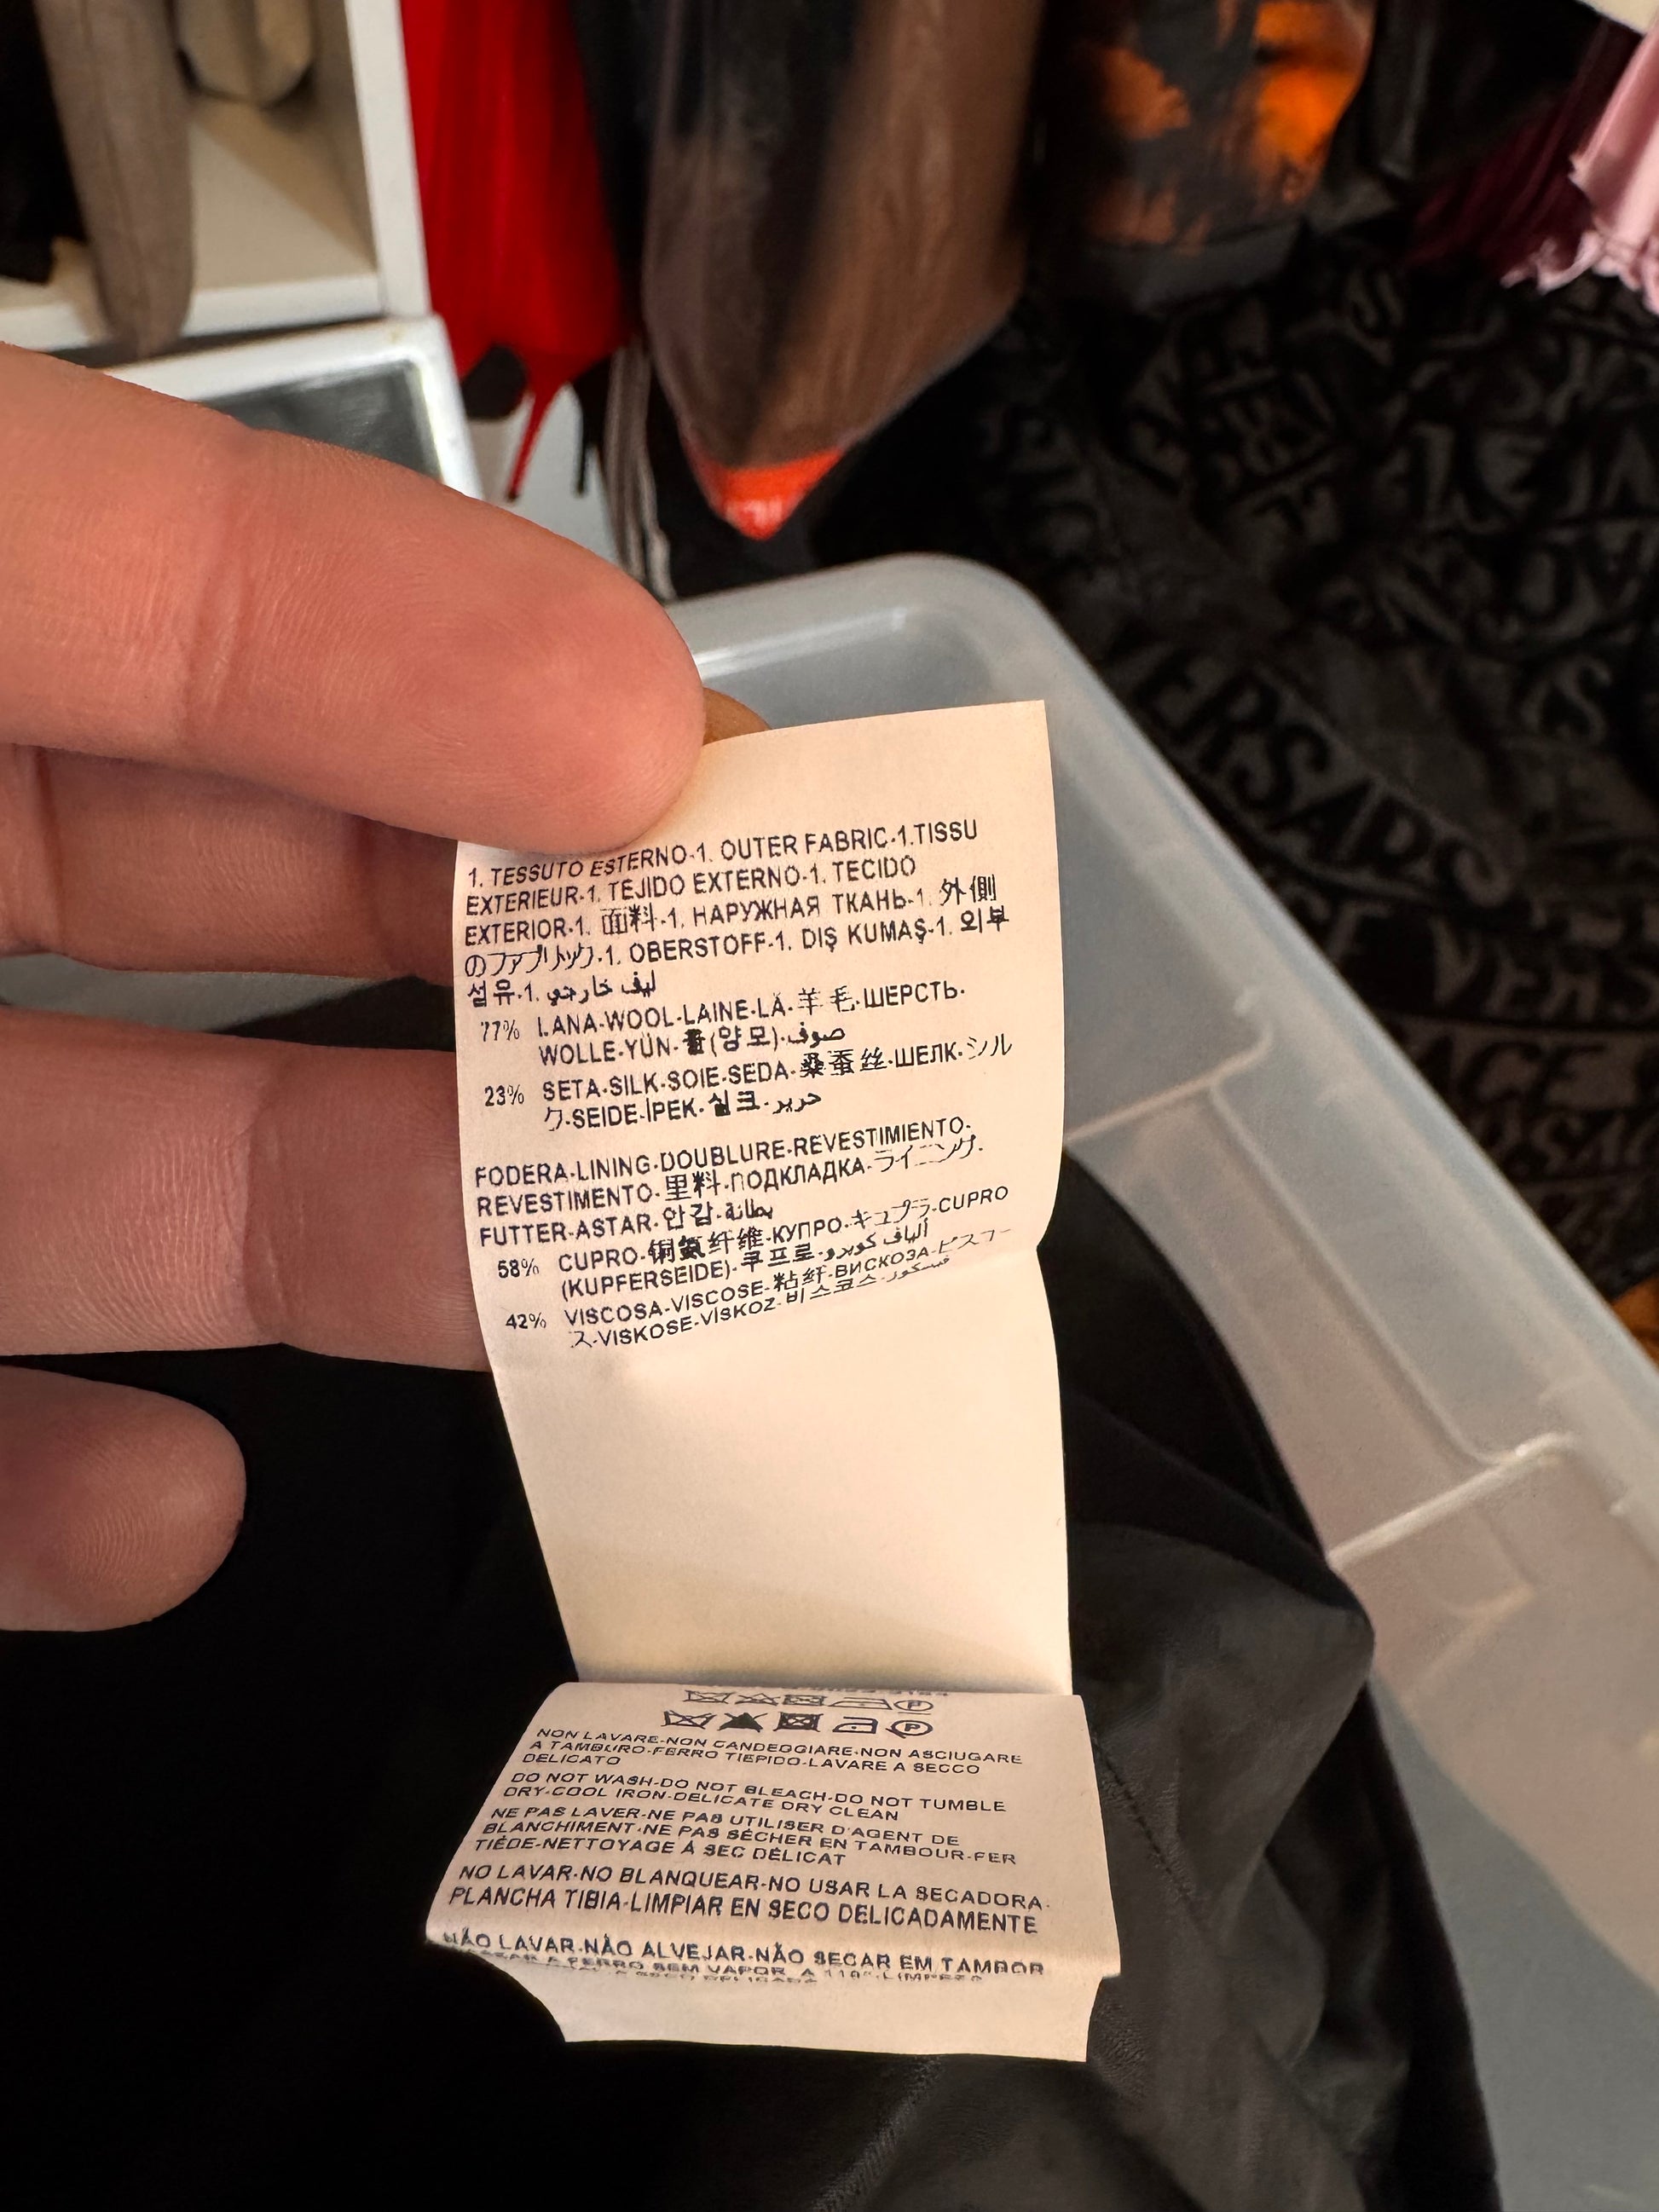 1. TESSUTO ESTERNO-1. OUTER FABRIC-1.TISSU
EXTERIEUR-1. TEJIDO EXTERNO-1. TECIDO
EXTERIOR-1. 面料-1. НАРУЖНАЯ ТКАНЬ-1. 外側
のファブリック-1. OBERSTOFF-1. DIŞ KUMAŞ-1. 외부
섬유-1. ليف خارجي
77% LANA-WOOL-LAINE-LÃ-羊毛-ШЕРСТЬ-
WOLLE-YÜN-毛(양모)-صوف
23% SETA-SILK-SOIE-SEDA-桑蚕丝-ШЕЛК-シル
ク-SEIDE-İPEK-실크-حرير
FODERA-LINING-DOUBLURE-REVESTIMIENTO-
REVESTIMENTO-里料-ПОДКЛАДКА-ライニング-
FUTTER-ASTAR-안감-بطانة
58% CUPRO-铜氨纤维-КУПРО-キュプラ-CUPRO
(KUPFERSEIDE)-쿠프로-ألياف كوبرو
42% VISCOSA-VISCOSE-粘纤-ВИСКОЗА-ビスコー
ス-VISKOSE-VİSKOZ-비스코스-فيسكوز
NON LAVARE-NON CANDEGGIARE-NON ASCIUGARE
A TAMBURO-FERRO TIEPIDO-LAVARE A SECCO
DELICATO
DO NOT WASH-DO NOT BLEACH-DO NOT TUMBLE
DRY-COOL IRON-DELICATE DRY CLEAN
NE PAS LAVER-NE PAS UTILISER D'AGENT DE
BLANCHIMENT-NE PAS SÉCHER EN TAMBOUR-FER
TIÈDE-NETTOYAGE À SEC DÉLICAT
NO LAVAR-NO BLANQUEAR-NO USAR LA SECADORA-
PLANCHA TIBIA-LIMPIAR EN SECO DELICADAMENTE
NÃO LAVAR-NÃO ALVEJAR-NÃO SECAR EM TAMBOR
A FERRO SEM VAPOR A 110°-LIMPEZA